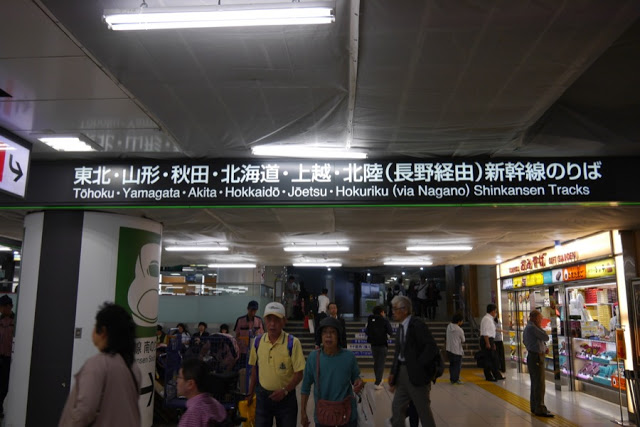 東北・山形・秋田・北海道・上越・北陸(長野経由)新幹線のりば
Tōhoku・Yamagata・Akita・Hokkaidō・Jōetsu・Hokuriku (via Nagano) Shinkansen Tracks